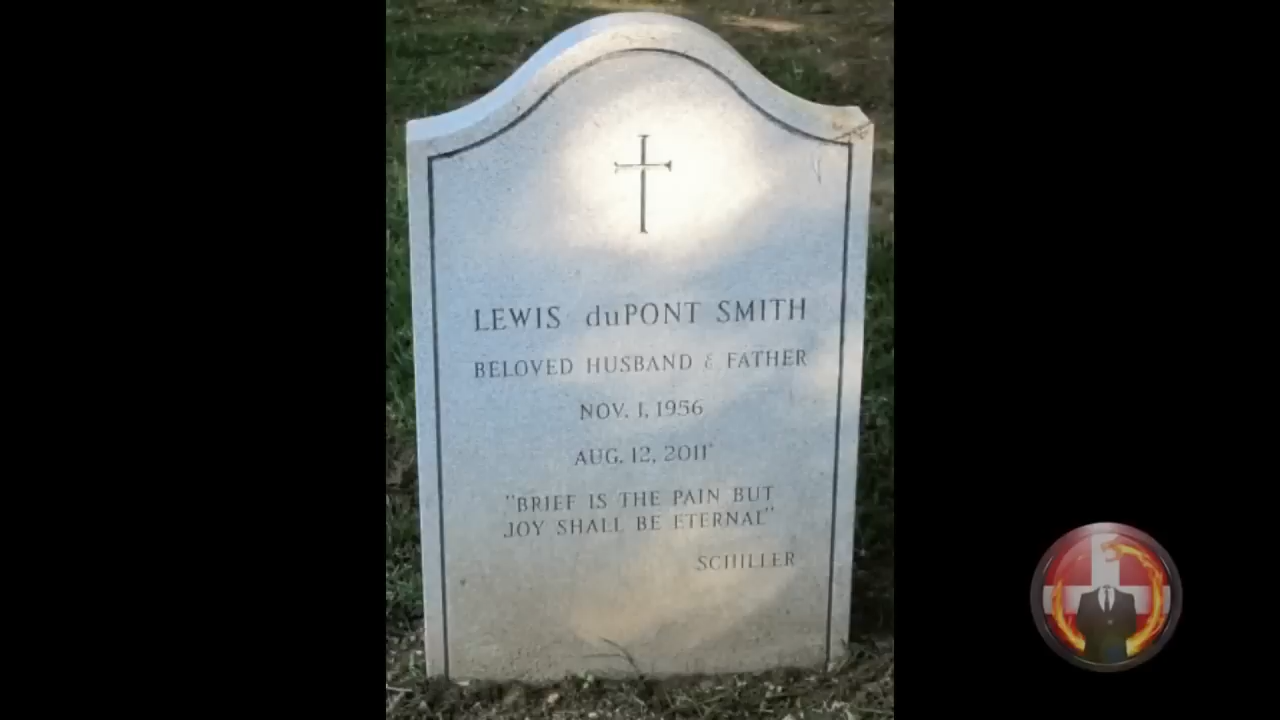 LEWIS duPONT SMITH
BELOVED HUSBAND & FATHER
NOV. 1, 1956
AUG. 12, 2011
"BRIEF IS THE PAIN BUT
JOY SHALL BE ETERNAL"
SCHILLER